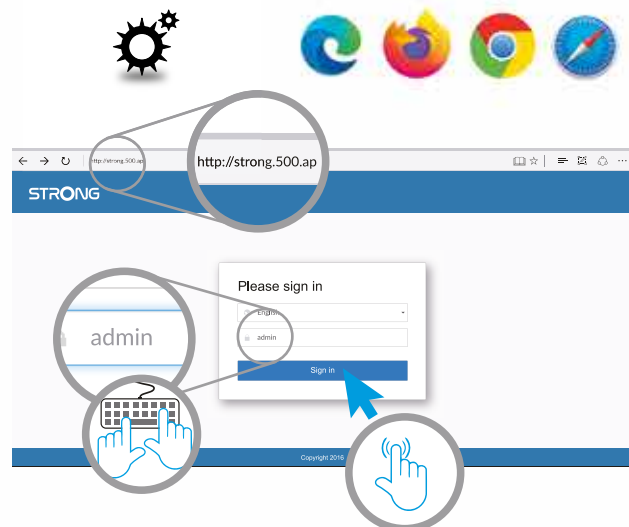 http://strong.500.ap
http://strong.500.ap
STRONG
Please sign in
English
admin
admin
Sign in
Copyright 2016